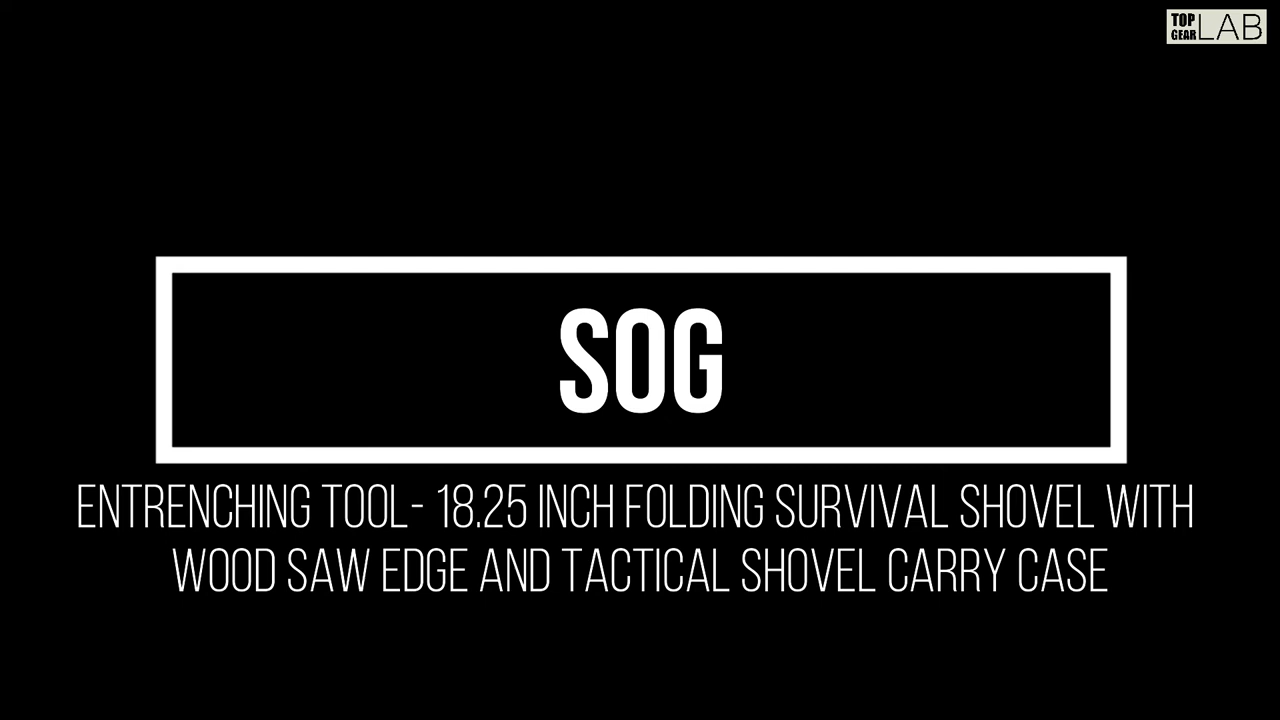 TOP GEAR LAB
SOG
ENTRENCHING TOOL- 18.25 INCH FOLDING SURVIVAL SHOVEL WITH
WOOD SAW EDGE AND TACTICAL SHOVEL CARRY CASE